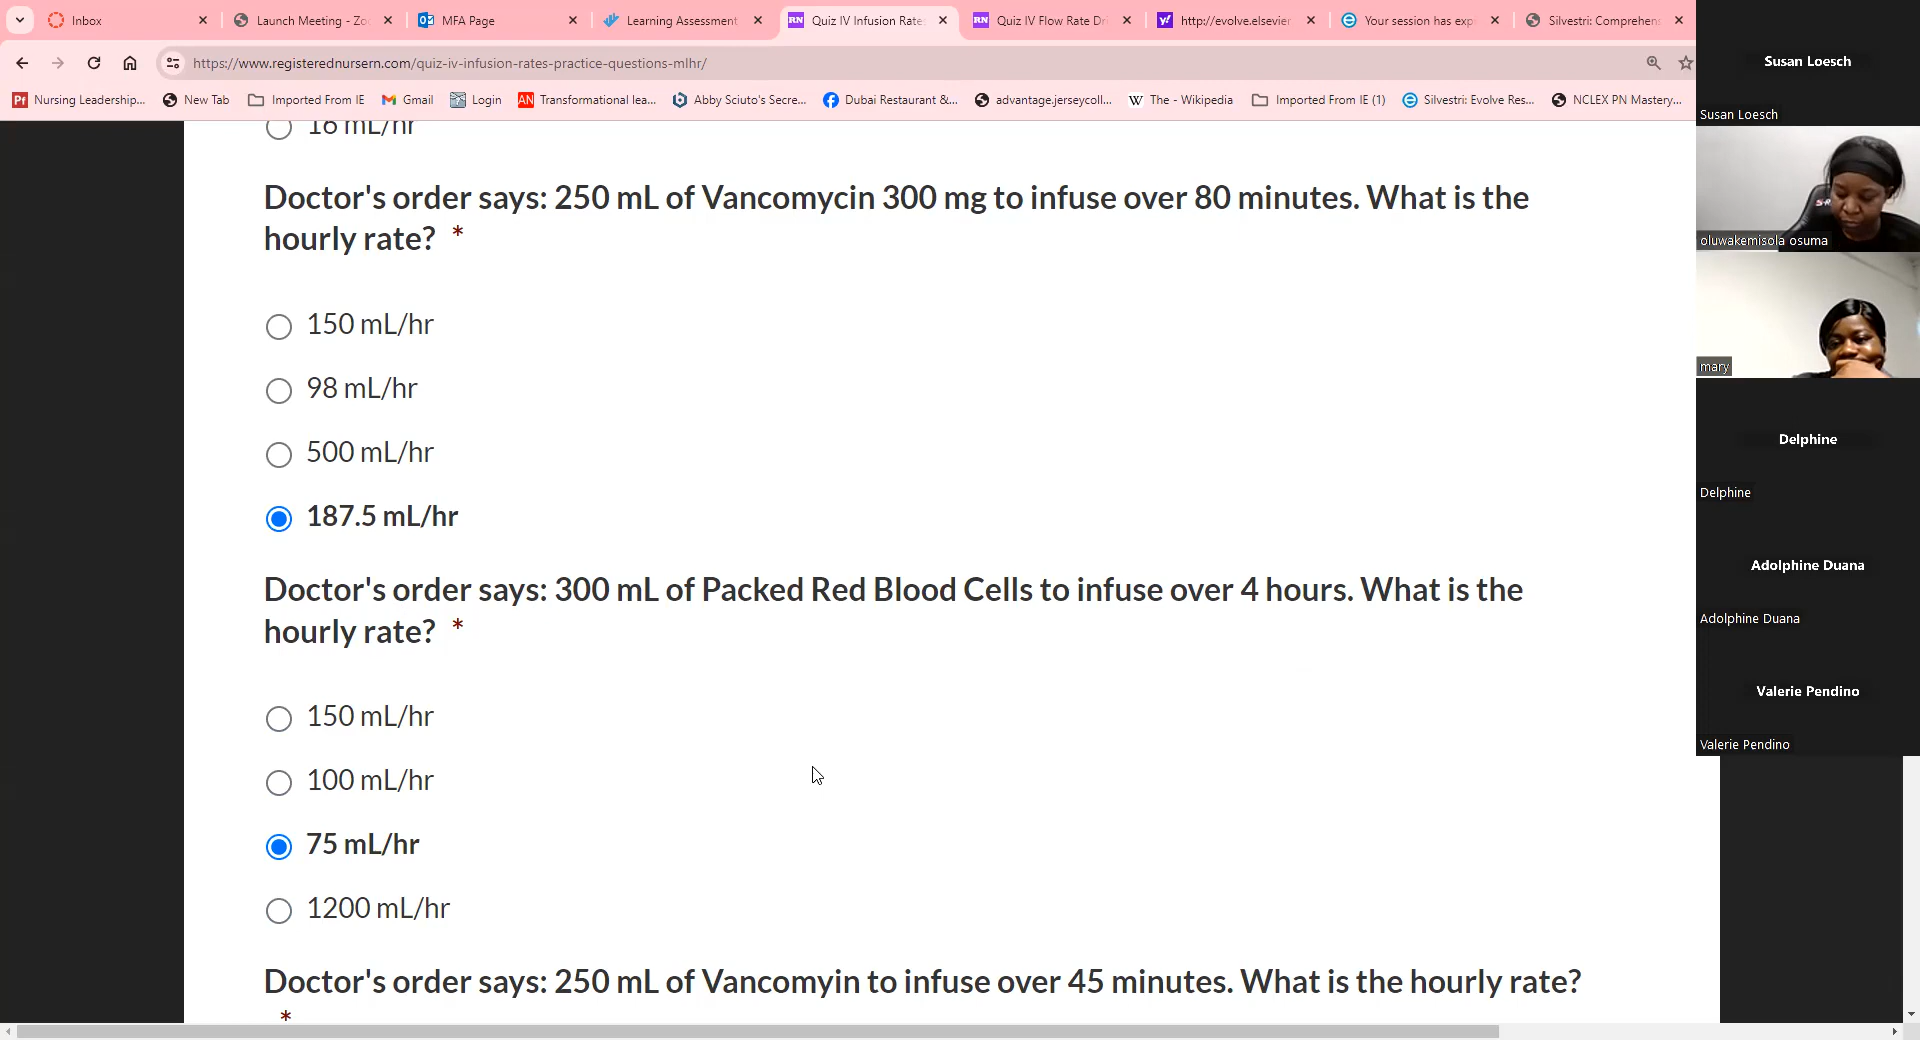 Inbox
Launch Meeting - Zo
MFA Page
Learning Assessment
RN Quiz IV Infusion Rate
RN Quiz IV Flow Rate Dr
y! http://evolve.elsevier
Your session has exp
Silvestri: Comprehen
https://www.registerednursern.com/quiz-iv-infusion-rates-practice-questions-mlhr/
Pf Nursing Leadership...
New Tab
Imported From IE
Gmail
Login
AN Transformational lea...
Abby Sciuto's Secre...
Dubai Restaurant &...
advantage.jerseycoll...
W The - Wikipedia
Imported From IE (1)
Silvestri: Evolve Res...
NCLEX PN Mastery...
16 mL/hr
Doctor's order says: 250 mL of Vancomycin 300 mg to infuse over 80 minutes. What is the
hourly rate? *
150 mL/hr
98 mL/hr
500 mL/hr
187.5 mL/hr
Doctor's order says: 300 mL of Packed Red Blood Cells to infuse over 4 hours. What is the
hourly rate? *
150 mL/hr
100 mL/hr
75 mL/hr
1200 mL/hr
Doctor's order says: 250 mL of Vancomyin to infuse over 45 minutes. What is the hourly rate?
*
Susan Loesch
Susan Loesch
oluwakemisola osuma
mary
Delphine
Delphine
Adolphine Duana
Adolphine Duana
Valerie Pendino
Valerie Pendino